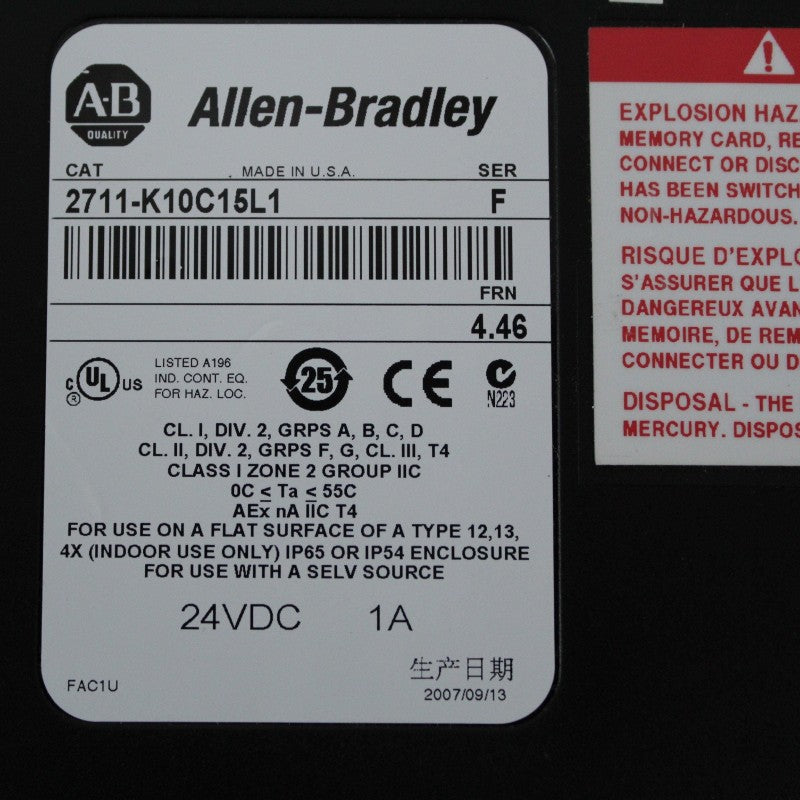 A-B
QUALITY
Allen-Bradley
CAT MADE IN U.S.A. SER
2711-K10C15L1 F
FRN
4.46
C UL US
®
LISTED A196
IND. CONT. EQ.
FOR HAZ. LOC.
25
CE
N223
CL. I, DIV. 2, GRPS A, B, C, D
CL. II, DIV. 2, GRPS F, G, CL. III, T4
CLASS I ZONE 2 GROUP IIC
0C ≤ Ta ≤ 55C
AEx nA IIC T4
FOR USE ON A FLAT SURFACE OF A TYPE 12,13,
4X (INDOOR USE ONLY) IP65 OR IP54 ENCLOSURE
FOR USE WITH A SELV SOURCE
24VDC 1A
生产日期
FAC1U 2007/09/13
EXPLOSION HAZ
MEMORY CARD, RE
CONNECT OR DISC
HAS BEEN SWITCH
NON-HAZARDOUS.
RISQUE D'EXPLO
S'ASSURER QUE L
DANGEREUX AVAN
MEMOIRE, DE REM
CONNECTER OU D
DISPOSAL - THE
MERCURY. DISPOS